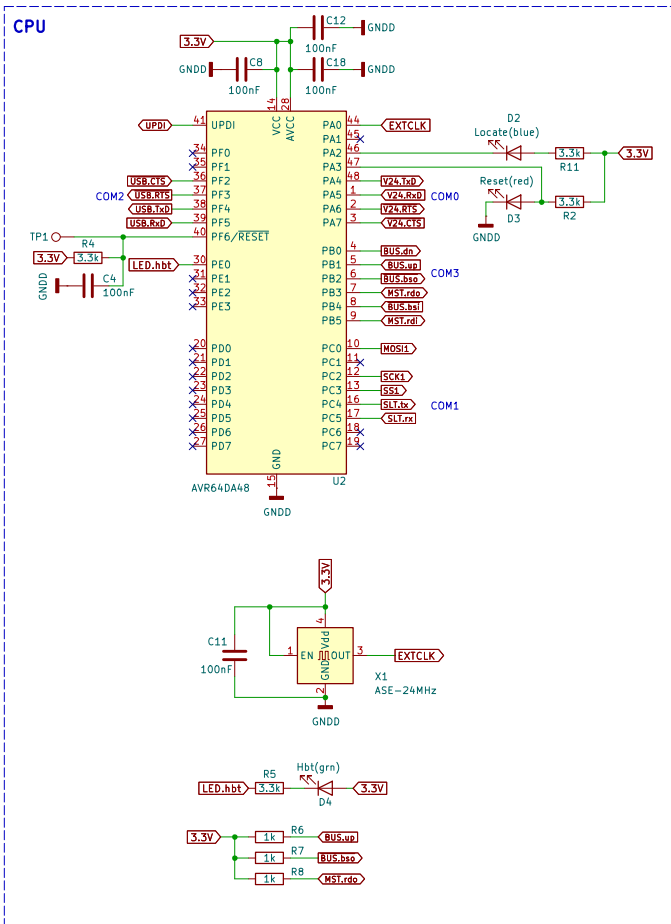 CPU
C12
100nF
GNDD
3.3V
GNDD
C8
100nF
C18
100nF
GNDD
14
28
VCC
AVCC
UPDI
41
UPDI
PA0
44
EXTCLK
PA1
45
34
PF0
PA2
46
35
PF1
PA3
47
USB.CTS
36
PF2
PA4
48
V24.TxD
COM2
USB.RTS
37
PF3
PA5
1
V24.RxD
COM0
USB.TxD
38
PF4
PA6
2
V24.RTS
USB.RxD
39
PF5
PA7
3
V24.CTS
D2
Locate(blue)
3.3k
R11
3.3V
Reset(red)
D3
3.3k
R2
GNDD
TP1
40
PF6/RESET
R4
3.3V
3.3k
GNDD
C4
100nF
PB0
4
BUS.dn
LED.hbt
30
PE0
PB1
5
BUS.up
COM3
31
PE1
PB2
6
BUS.bso
32
PE2
PB3
7
MST.rdo
33
PE3
PB4
8
BUS.bsi
PB5
9
MST.rdi
20
PD0
PC0
10
MOSI1
21
PD1
PC1
11
22
PD2
PC2
12
SCK1
23
PD3
PC3
13
SS1
24
PD4
PC4
16
SLT.tx
COM1
25
PD5
PC5
17
SLT.rx
26
PD6
PC6
18
27
PD7
PC7
19
GND
15
AVR64DA48
U2
GNDD
3.3V
C11
100nF
4
Vdd
1
EN
OUT
3
EXTCLK
GND
2
X1
ASE-24MHz
GNDD
Hbt(grn)
R5
LED.hbt
3.3k
D4
3.3V
3.3V
1k
R6
BUS.up
1k
R7
BUS.bso
1k
R8
MST.rdo